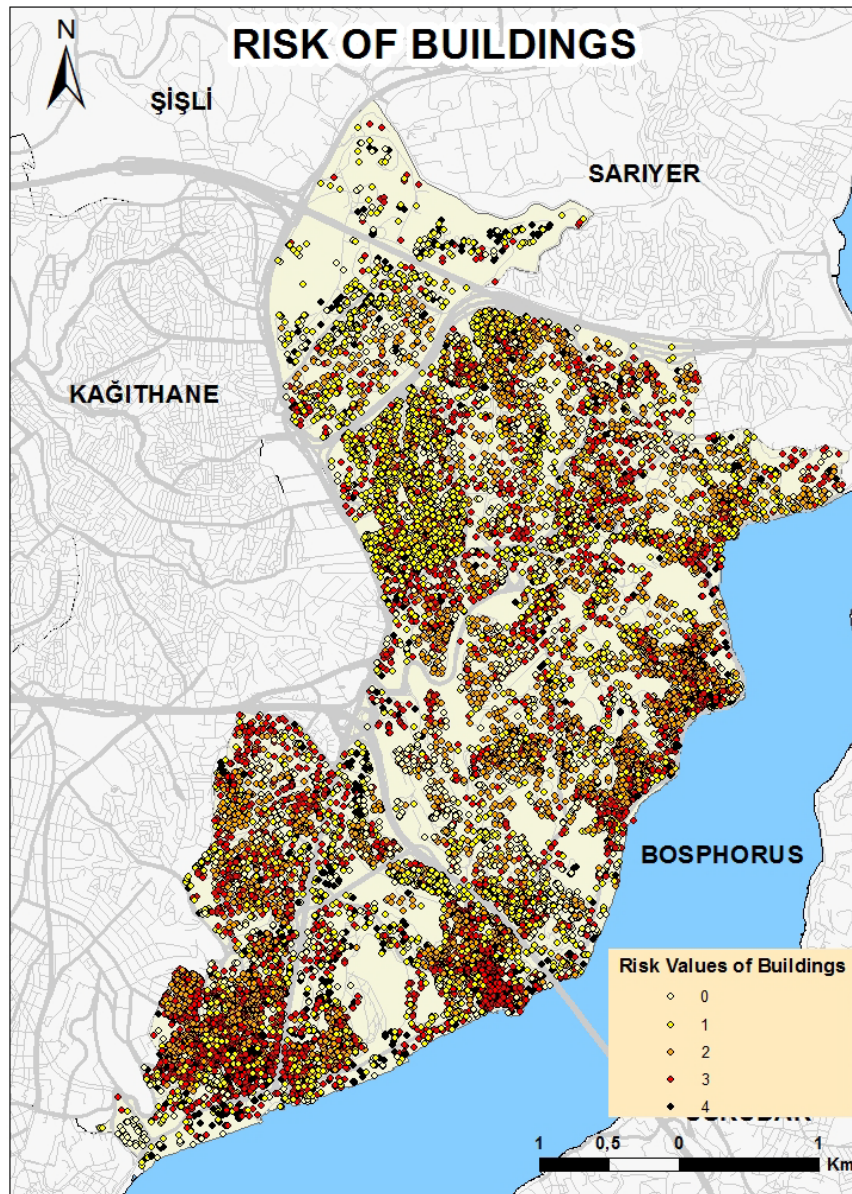 RISK OF BUILDINGS
N
ŞİŞLİ
SARIYER
KAĞITHANE
BOSPHORUS
Risk Values of Buildings
0
1
2
3
4
1 0,5 0 1
Km